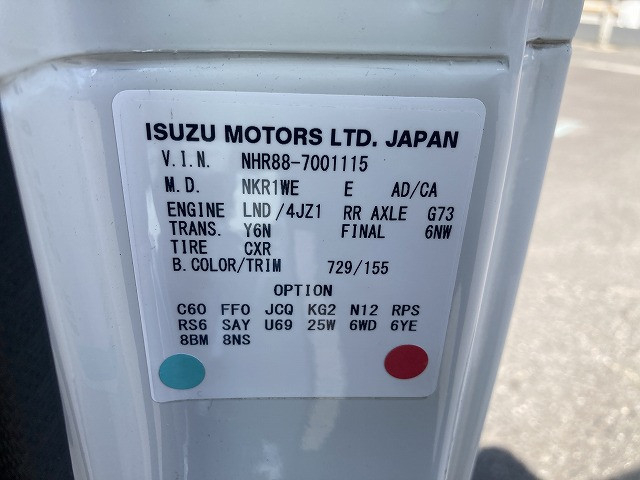 ISUZU MOTORS LTD. JAPAN
V.I.N. NHR88-7001115
M.D. NKR1WE E AD/CA
ENGINE LND/4JZ1 RR AXLE G73
TRANS. Y6N FINAL 6NW
TIRE CXR
B.COLOR/TRIM 729/155
OPTION
C60 FF0 JCQ KG2 N12 RPS
RS6 SAY U69 25W 6WD 6YE
8BM 8NS